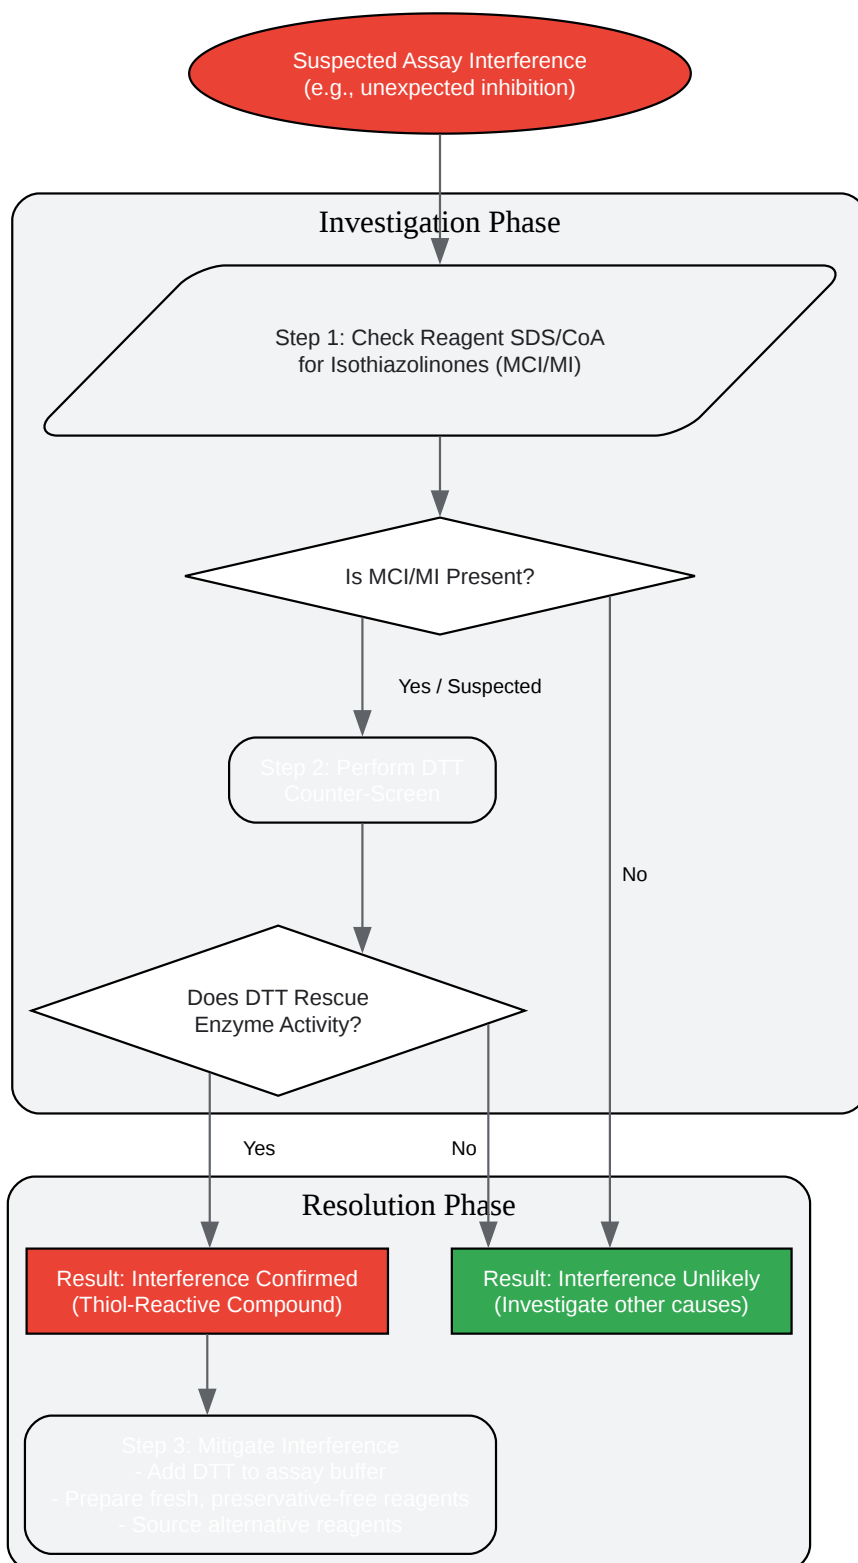 Suspected Assay Interference
(e.g., unexpected inhibition)
Investigation Phase
Step 1: Check Reagent SDS/CoA
for Isothiazolinones (MCI/MI)
Is MCI/MI Present?
Yes / Suspected
Step 2: Perform DTT
Counter-Screen
No
Does DTT Rescue
Enzyme Activity?
Yes
No
Resolution Phase
Result: Interference Confirmed
(Thiol-Reactive Compound)
Result: Interference Unlikely
(Investigate other causes)
Step 3: Mitigate Interference
- Add DTT to assay buffer
- Prepare fresh, preservative-free reagents
- Source alternative reagents